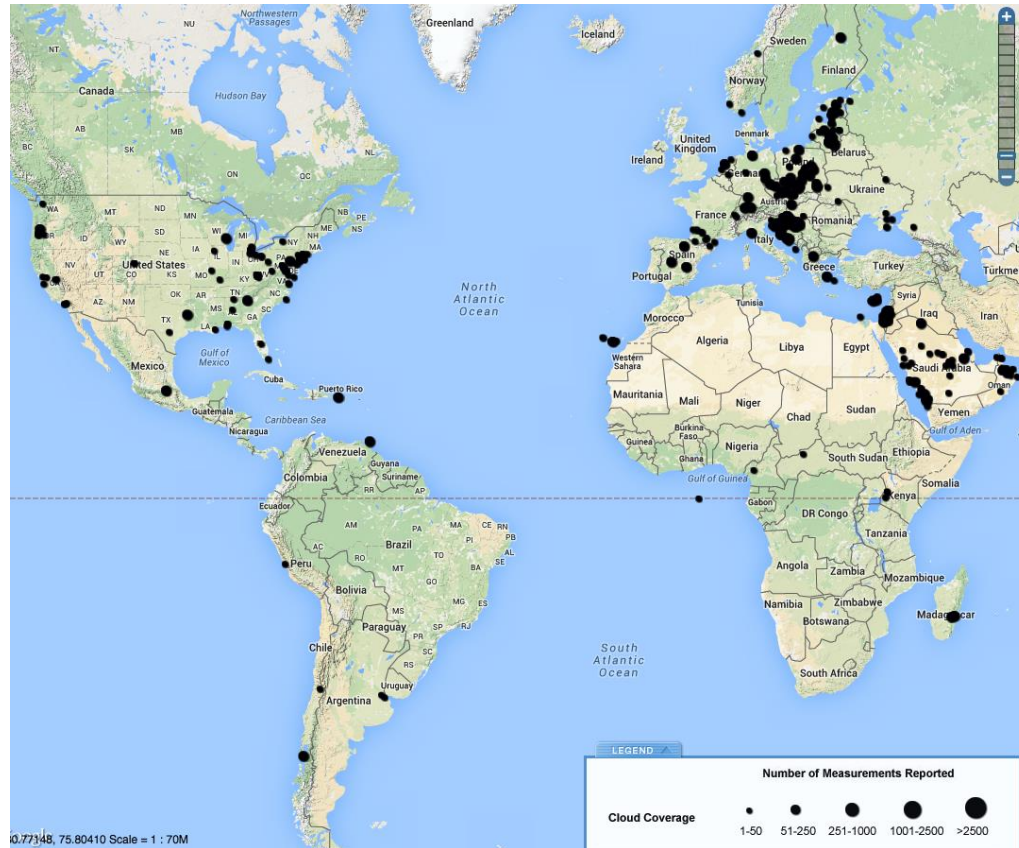 Northwestern
Passages
Greenland
Iceland
Sweden
Norway
Finland
NU
NT
Canada
Hudson Bay
AB
SK
MB
BC
ON
QC
NL
United
Kingdom
Ireland
Denmark
Belarus
Ukraine
France
Austria
Romania
Italy
Spain
Portugal
Greece
Turkey
WA
MT
ND
MN
SD
WI
MI
NB
PE
NS
NH
ME
MA
NY
ID
WY
NE
IA
IL
IN
PA
NV
UT
CO
KS
MO
KY
VA
United States
AZ
NM
OK
AR
TN
NC
SC
MS
GA
TX
LA
Gulf of
Mexico
Mexico
Cuba
Puerto Rico
Guatemala
Caribbean Sea
Nicaragua
North
Atlantic
Ocean
Morocco
Tunisia
Algeria
Libya
Egypt
Western
Sahara
Syria
Iraq
Iran
Saudi Arabia
Oman
Yemen
Gulf of Aden
Mauritania
Mali
Niger
Chad
Sudan
Burkina
Faso
Guinea
Ghana
Nigeria
South Sudan
Ethiopia
Somalia
Gulf of Guinea
Gabon
DR Congo
Kenya
Tanzania
Angola
Zambia
Mozambique
Namibia
Zimbabwe
Botswana
Madagascar
South Africa
Venezuela
Guyana
Suriname
Colombia
Ecuador
RR
AP
AM
PA
MA
CE
RN
PB
PI
AL
SE
AC
RO
TO
BA
MT
GO
Brazil
Peru
Bolivia
MG
ES
MS
SP
RJ
PR
SC
RS
Paraguay
Chile
Uruguay
Argentina
South
Atlantic
Ocean
LEGEND
Number of Measurements Reported
Cloud Coverage
1-50 51-250 251-1000 1001-2500 >2500
0.77148, 75.80410 Scale = 1 : 70M